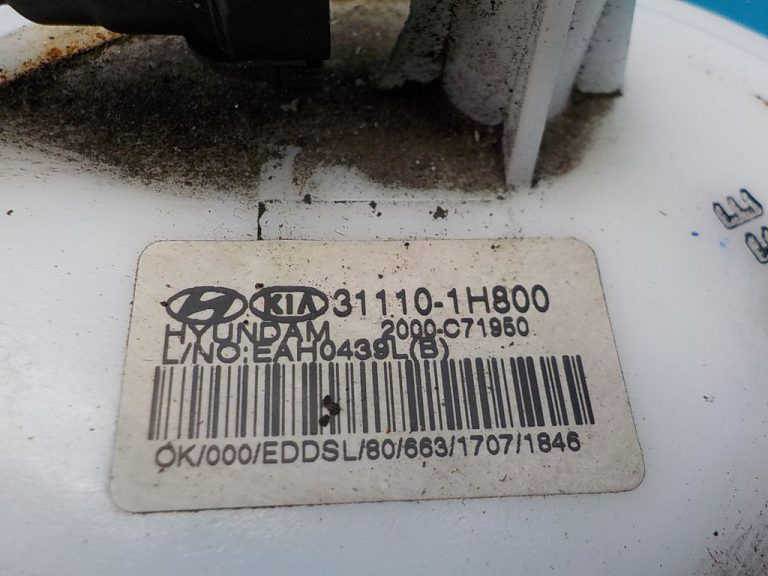 KIA 31110-1H800
HYUNDAM 2000-C71950
L/NO:EAH0439L(B)
OK/000/EDDSL/80/663/1707/1846